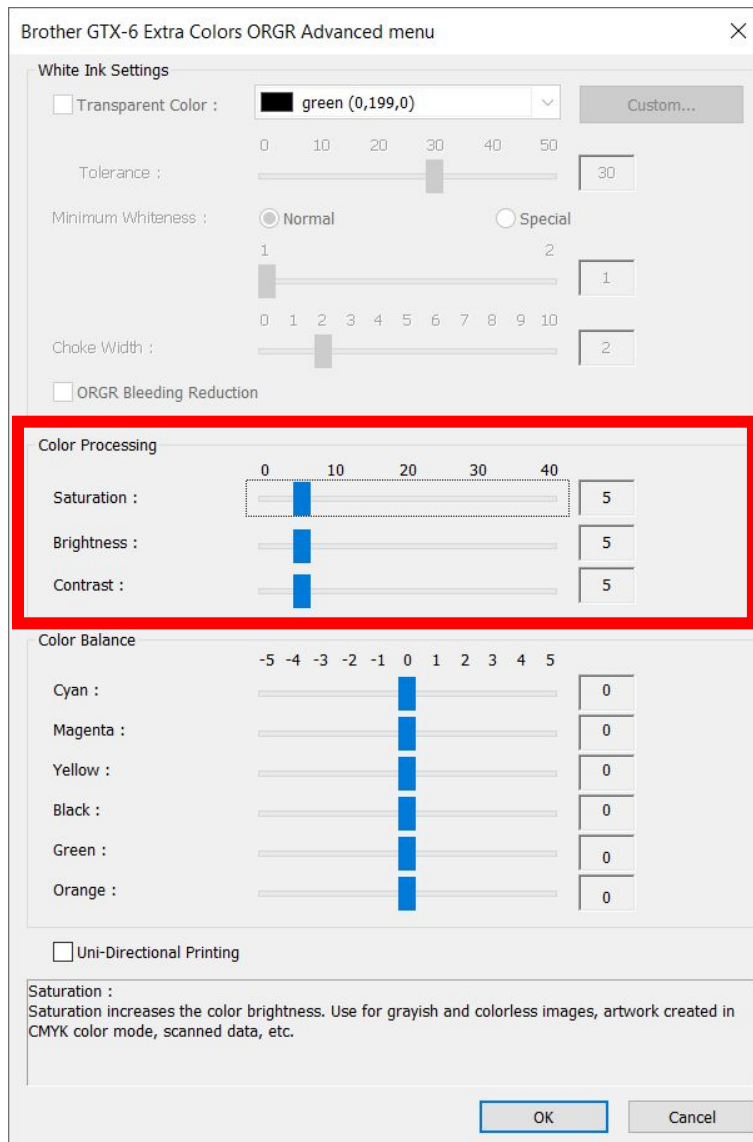 Brother GTX-6 Extra Colors ORGR Advanced menu
White Ink Settings
Transparent Color : green (0,199,0) Custom...
0 10 20 30 40 50
Tolerance : 30
Minimum Whiteness : Normal Special
1 2
1
0 1 2 3 4 5 6 7 8 9 10
Choke Width : 2
ORGR Bleeding Reduction
Color Processing
0 10 20 30 40
Saturation : 5
Brightness : 5
Contrast : 5
Color Balance
-5 -4 -3 -2 -1 0 1 2 3 4 5
Cyan : 0
Magenta : 0
Yellow : 0
Black : 0
Green : 0
Orange : 0
Uni-Directional Printing
Saturation :
Saturation increases the color brightness. Use for grayish and colorless images, artwork created in
CMYK color mode, scanned data, etc.
OK Cancel